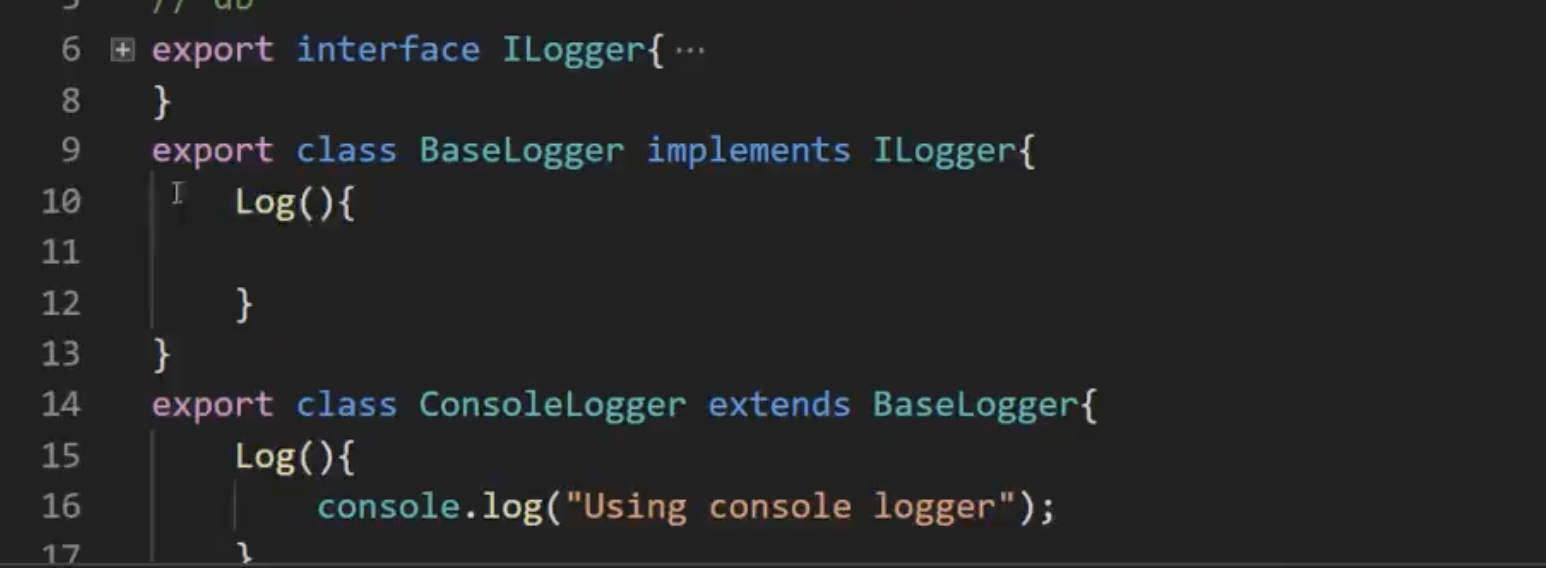 5 // db
6 export interface ILogger{ ...
8 }
9 export class BaseLogger implements ILogger{
10 Log(){
11
12 }
13 }
14 export class ConsoleLogger extends BaseLogger{
15 Log(){
16 console.log("Using console logger");
17 }